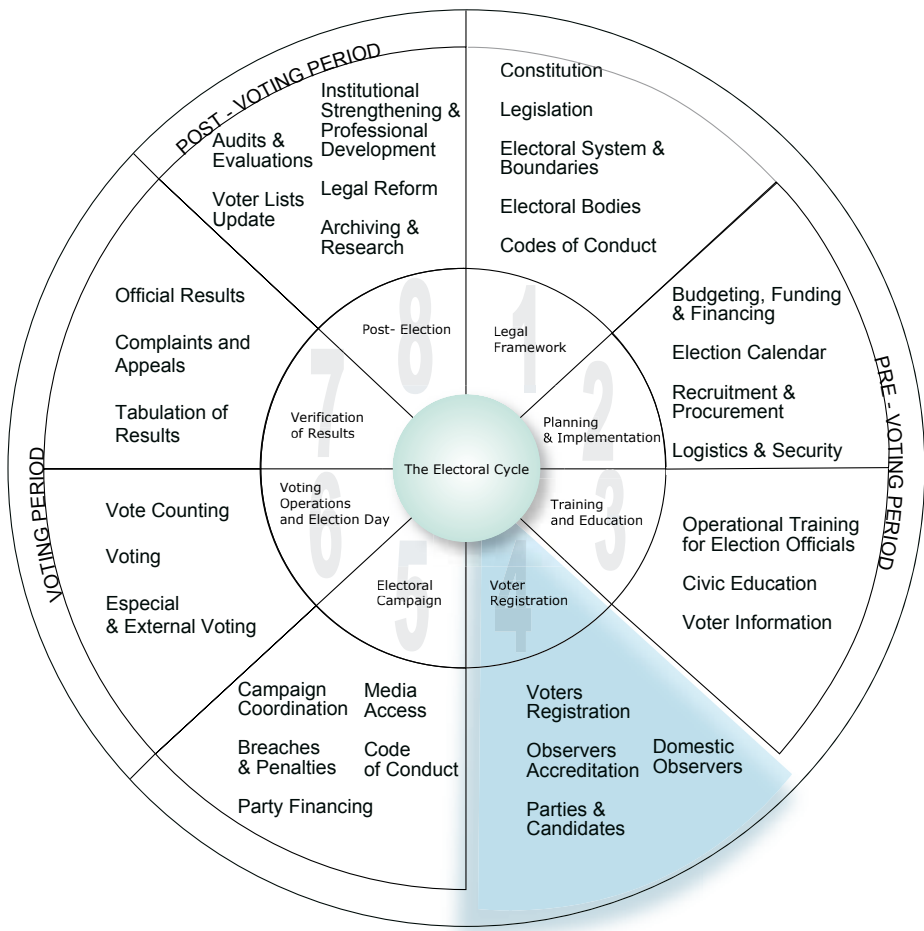 The Electoral Cycle
PRE - VOTING PERIOD
VOTING PERIOD
POST - VOTING PERIOD
1
Legal
Framework
Constitution
Legislation
Electoral System &
Boundaries
Electoral Bodies
Codes of Conduct
2
Planning
& Implementation
Budgeting, Funding
& Financing
Election Calendar
Recruitment &
Procurement
Logistics & Security
3
Training
and Education
Operational Training
for Election Officials
Civic Education
Voter Information
4
Voter
Registration
Voters
Registration
Observers
Accreditation
Domestic
Observers
Parties &
Candidates
5
Electoral
Campaign
Campaign
Coordination
Media
Access
Breaches
& Penalties
Code
of Conduct
Party Financing
6
Voting
Operations
and Election Day
Vote Counting
Voting
Especial
& External Voting
7
Verification
of Results
Official Results
Complaints and
Appeals
Tabulation of
Results
8
Post- Election
Audits &
Evaluations
Voter Lists
Update
Institutional
Strengthening &
Professional
Development
Legal Reform
Archiving &
Research